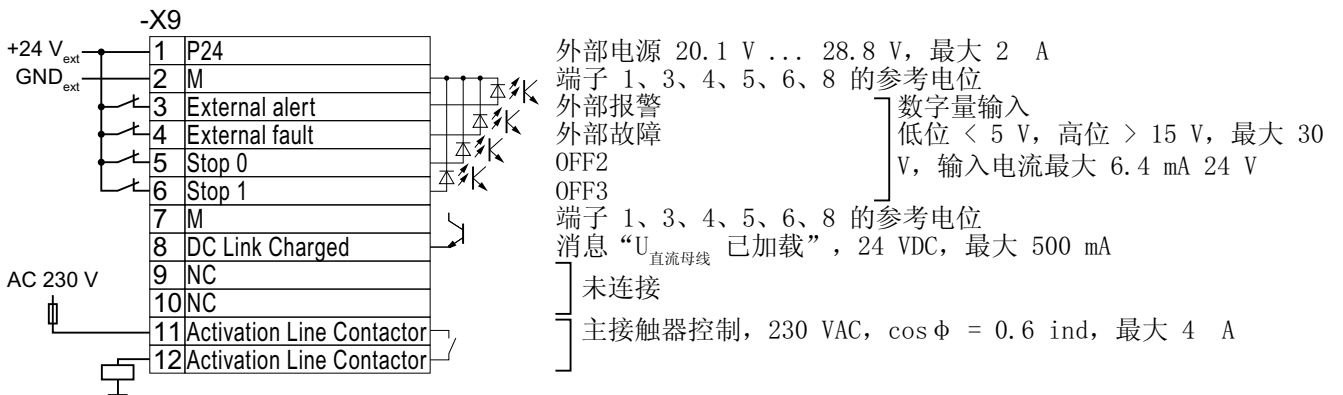 -X9
+24 V ext
1 P24 外部电源 20.1 V ... 28.8 V，最大 2 A
GND ext
2 M 端子 1、3、4、5、6、8 的参考电位
3 External alert 外部报警 数字量输入
4 External fault 外部故障 低位 < 5 V，高位 > 15 V，最大 30
5 Stop 0 OFF2 V，输入电流最大 6.4 mA 24 V
6 Stop 1 OFF3
7 M 端子 1、3、4、5、6、8 的参考电位
8 DC Link Charged 消息“U直流母线 已加载”，24 VDC，最大 500 mA
AC 230 V
9 NC 未连接
10 NC
11 Activation Line Contactor 主接触器控制，230 VAC，cosφ = 0.6 ind，最大 4 A
12 Activation Line Contactor